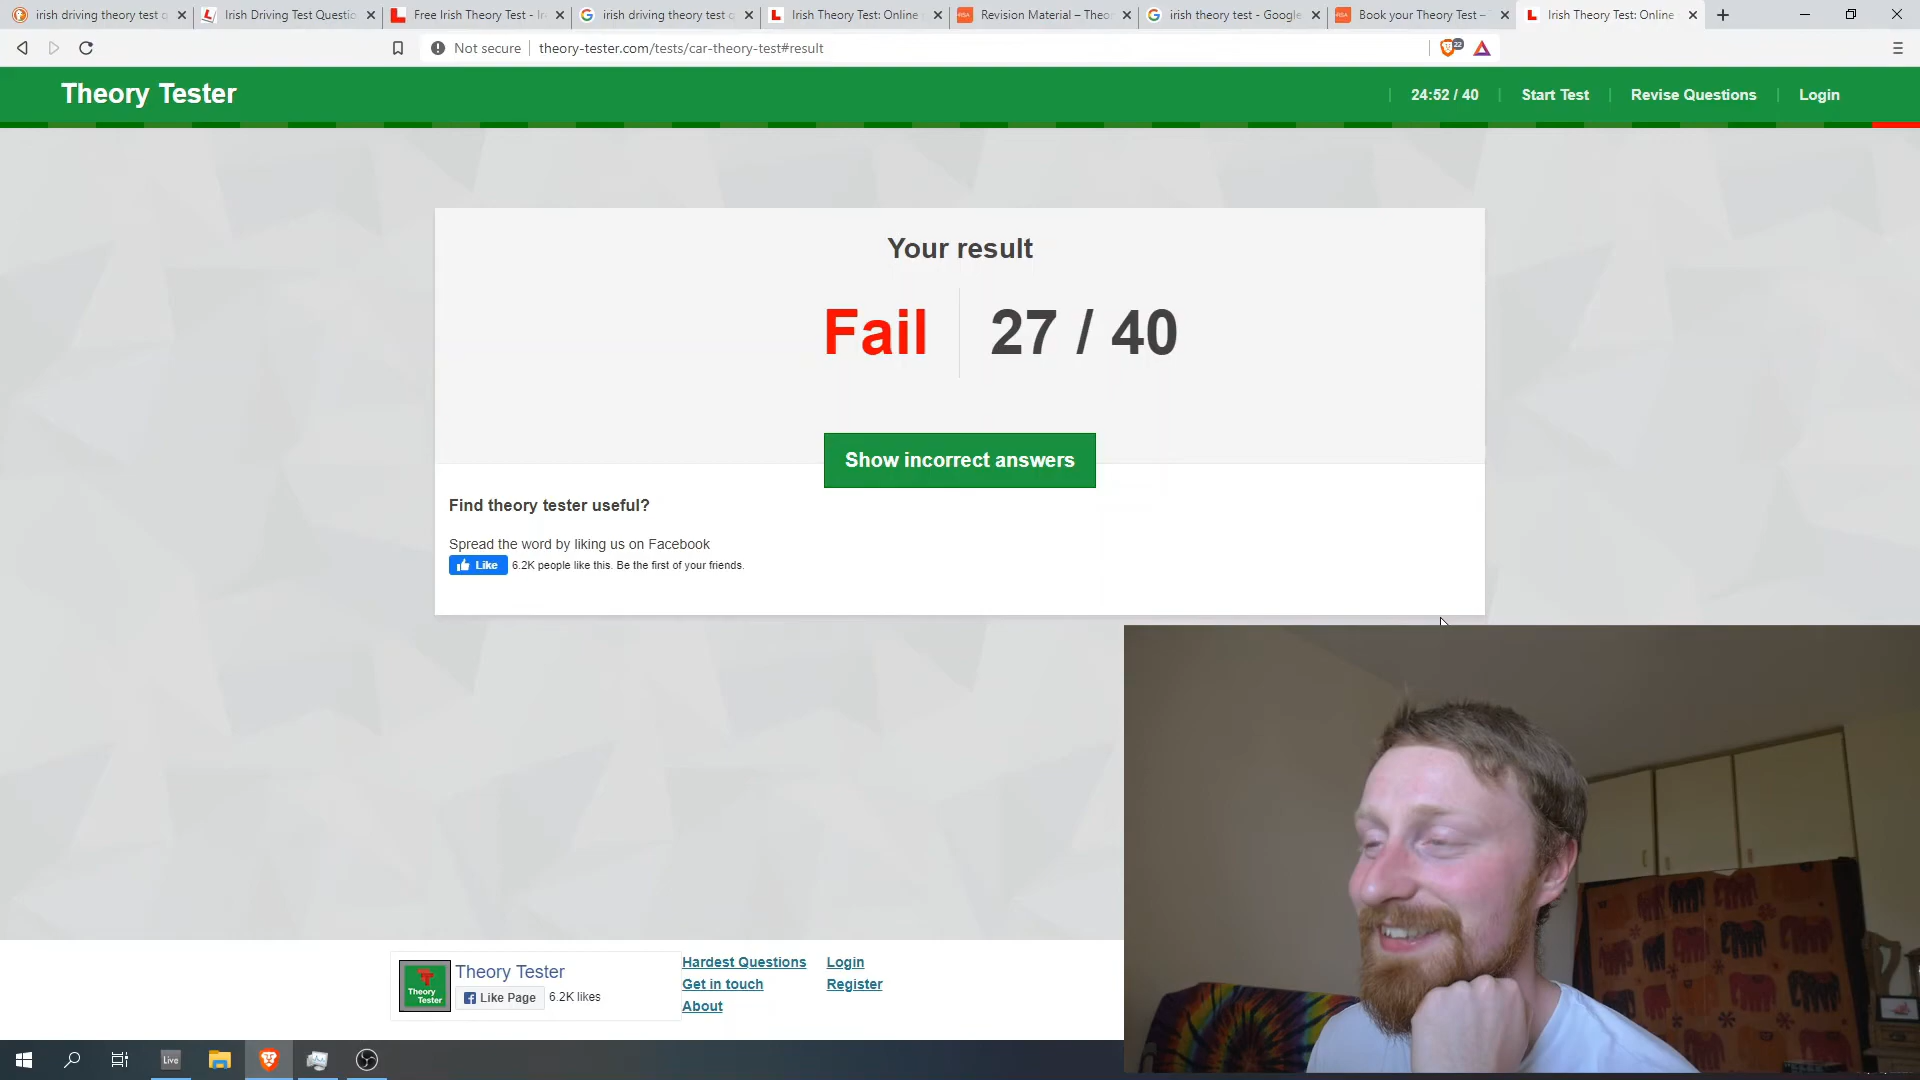 irish driving theory test q
Irish Driving Test Questio
Free Irish Theory Test - Ir
irish driving theory test q
Irish Theory Test: Online
Revision Material – Theo
irish theory test - Google
Book your Theory Test –
Irish Theory Test: Online
Not secure
theory-tester.com/tests/car-theory-test#result
22
Theory Tester
24:52 / 40
Start Test
Revise Questions
Login
Your result
Fail
27 / 40
Show incorrect answers
Find theory tester useful?
Spread the word by liking us on Facebook
Like
6.2K people like this. Be the first of your friends.
Theory Tester
Theory Tester
Like Page
6.2K likes
Hardest Questions
Get in touch
About
Login
Register
Live